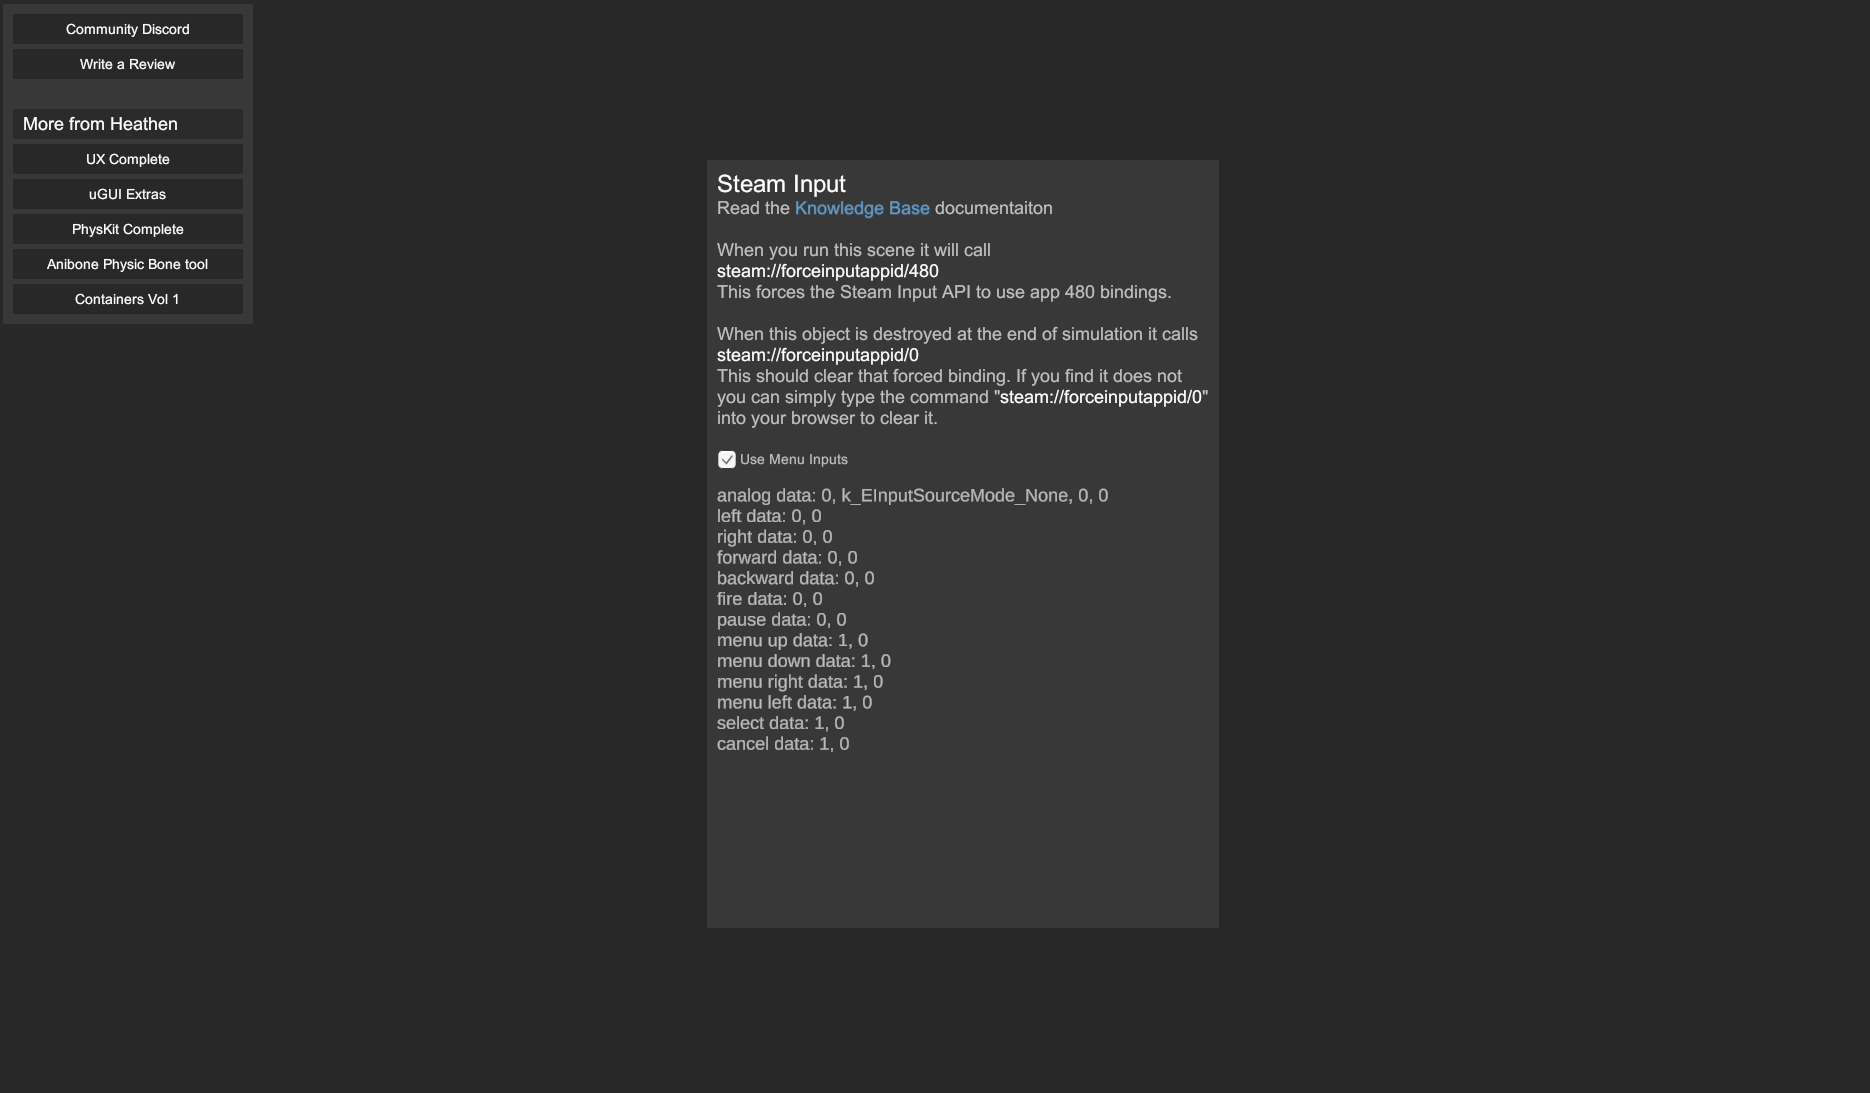 Community Discord
Write a Review
More from Heathen
UX Complete
uGUI Extras
PhysKit Complete
Anibone Physic Bone tool
Containers Vol 1
Steam Input
Read the Knowledge Base documentaiton
When you run this scene it will call
steam://forceinputappid/480
This forces the Steam Input API to use app 480 bindings.
When this object is destroyed at the end of simulation it calls
steam://forceinputappid/0
This should clear that forced binding. If you find it does not
you can simply type the command "steam://forceinputappid/0"
into your browser to clear it.
Use Menu Inputs
analog data: 0, k_EInputSourceMode_None, 0, 0
left data: 0, 0
right data: 0, 0
forward data: 0, 0
backward data: 0, 0
fire data: 0, 0
pause data: 0, 0
menu up data: 1, 0
menu down data: 1, 0
menu right data: 1, 0
menu left data: 1, 0
select data: 1, 0
cancel data: 1, 0